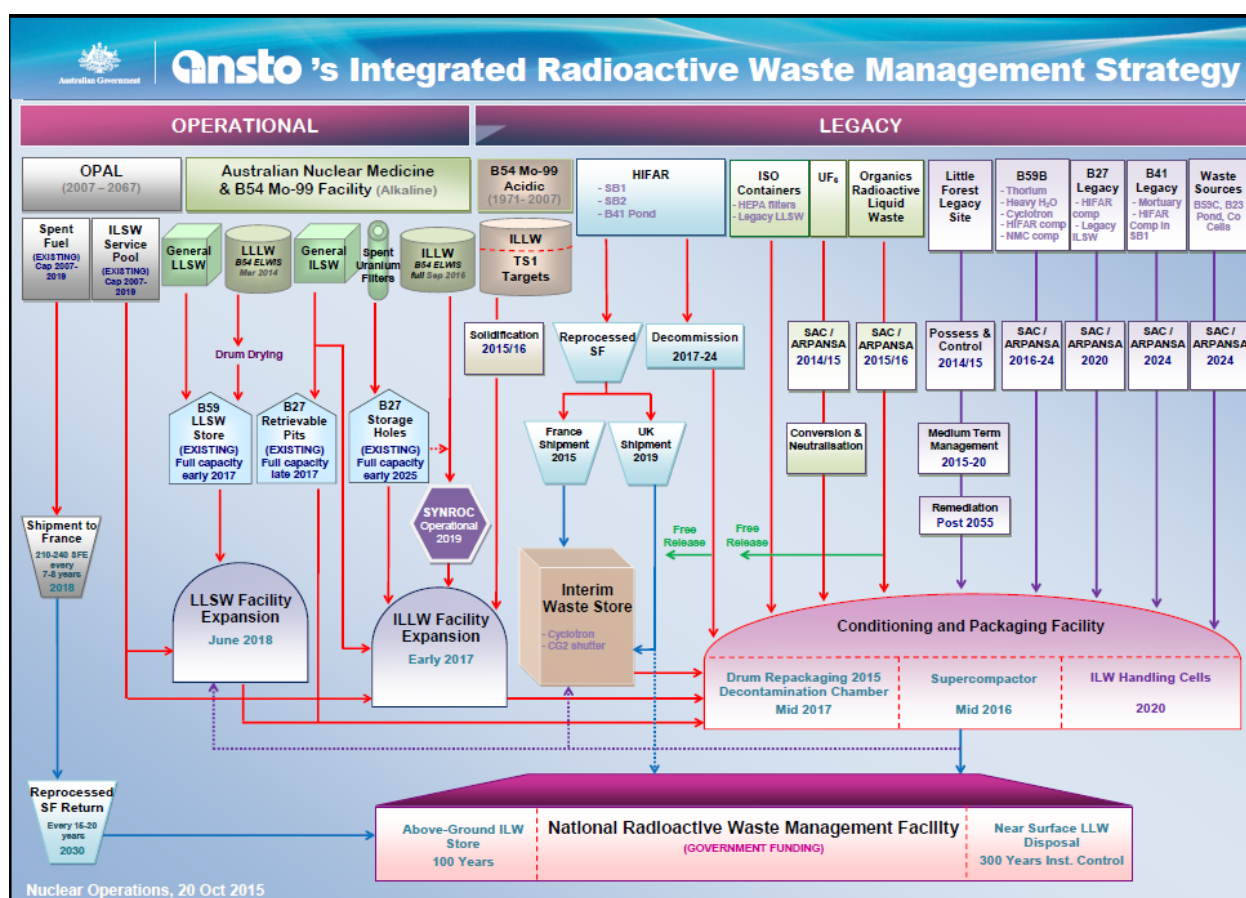 Australian Government
ansto 's Integrated Radioactive Waste Management Strategy
OPERATIONAL
LEGACY
OPAL
(2007 – 2067)
Australian Nuclear Medicine
& B54 Mo-99 Facility (Alkaline)
B54 Mo-99
Acidic
(1971- 2007)
HIFAR
- SB1
- SB2
- B41 Pond
ISO
Containers
- HEPA filters
- Legacy LLSW
UF₆
Organics
Radioactive
Liquid
Waste
Little
Forest
Legacy
Site
B59B
- Thorium
- Heavy H₂O
- Cyclotron
- HIFAR comp
- NMC comp
B27
Legacy
- HIFAR
comp
- Legacy
ILSW
B41
Legacy
- Mortuary
- HIFAR
Comp in
SB1
Waste
Sources
B59C, B23
Pond, Co
Cells
Spent
Fuel
(EXISTING)
Cap 2007-
2018
ILSW
Service
Pool
(EXISTING)
Cap 2007-
2019
General
LLSW
LLLW
B54 ELWIS
Mar 2014
General
ILSW
Spent
Uranium
Filters
ILLW
B54 ELWIS
full Sep 2016
ILLW
TS1
Targets
Solidification
2015/16
Reprocessed
SF
Decommission
2017-24
SAC /
ARPANSA
2014/15
SAC /
ARPANSA
2015/16
Possess &
Control
2014/15
SAC /
ARPANSA
2016-24
SAC /
ARPANSA
2020
SAC /
ARPANSA
2024
SAC /
ARPANSA
2024
Drum Drying
B59
LLSW
Store
(EXISTING)
Full capacity
early 2017
B27
Retrievable
Pits
(EXISTING)
Full capacity
late 2017
B27
Storage
Holes
(EXISTING)
Full capacity
early 2025
France
Shipment
2015
UK
Shipment
2019
Conversion &
Neutralisation
Medium Term
Management
2015-20
Remediation
Post 2055
SYNROC
Operational
2019
Shipment to
France
210-240 SFE
every
7-8 years
2018
Free
Release
Free
Release
LLSW Facility
Expansion
June 2018
ILLW Facility
Expansion
Early 2017
Interim
Waste Store
- Cyclotron
- CG2 shutter
Conditioning and Packaging Facility
Drum Repackaging 2015
Decontamination Chamber
Mid 2017
Supercompactor
Mid 2016
ILW Handling Cells
2020
Reprocessed
SF Return
Every 15-20
years
2030
Above-Ground ILW
Store
100 Years
National Radioactive Waste Management Facility
(GOVERNMENT FUNDING)
Near Surface LLW
Disposal
300 Years Inst. Control
Nuclear Operations, 20 Oct 2015